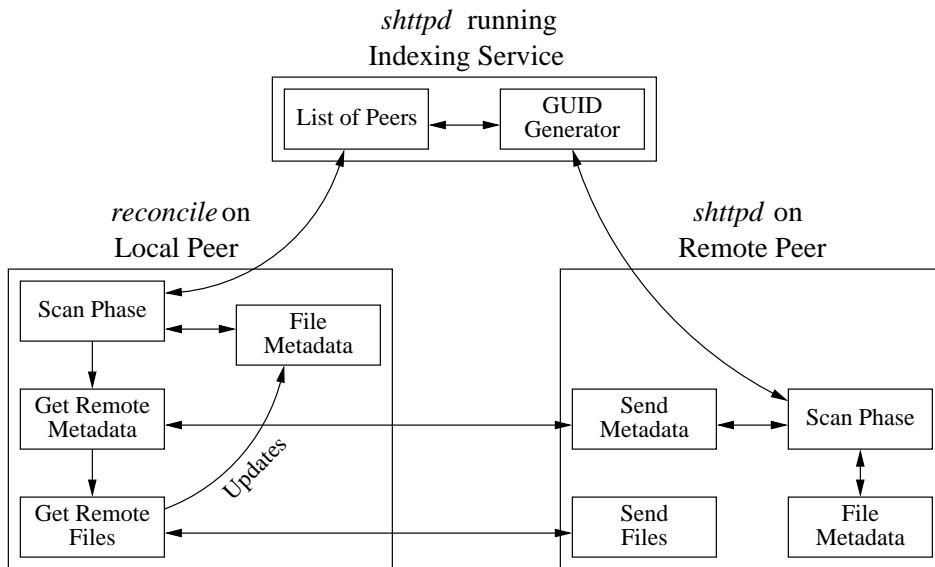 shttpd running
Indexing Service
List of Peers
GUID
Generator
reconcile on
Local Peer
shttpd on
Remote Peer
Scan Phase
File
Metadata
Get Remote
Metadata
Updates
Get Remote
Files
Send
Metadata
Scan Phase
Send
Files
File
Metadata